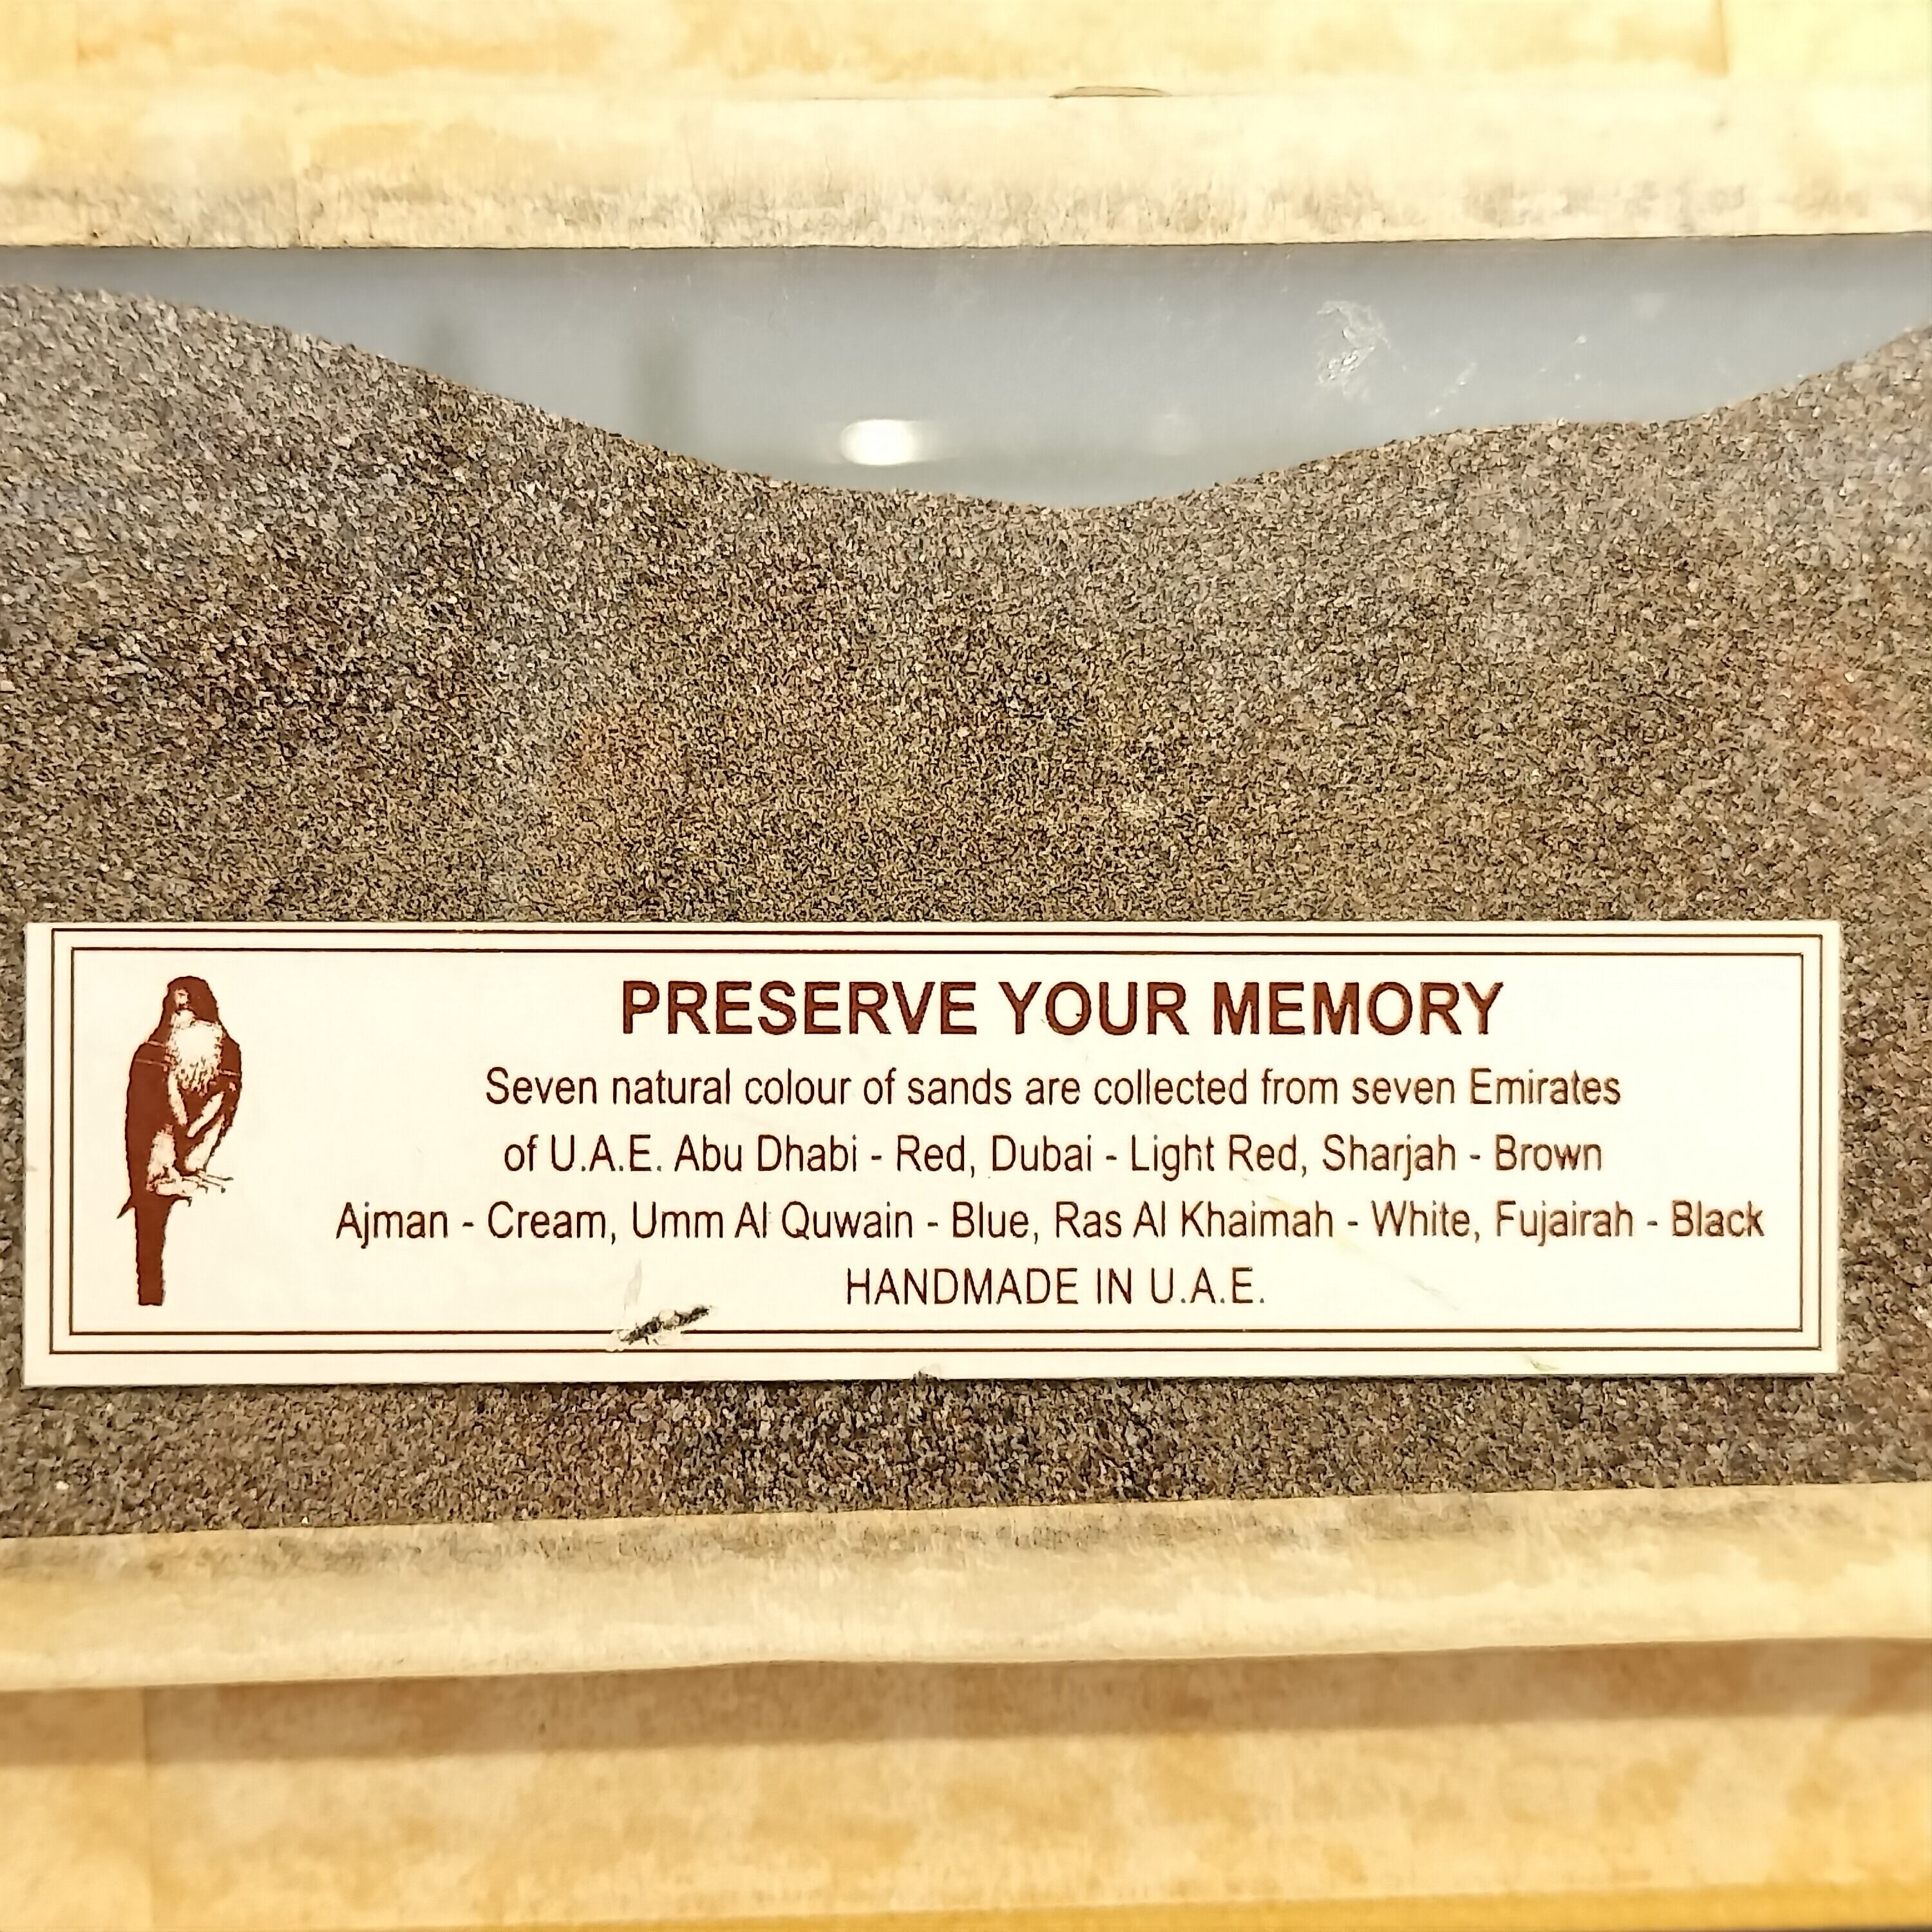 PRESERVE YOUR MEMORY
Seven natural colour of sands are collected from seven Emirates
of U.A.E. Abu Dhabi - Red, Dubai - Light Red, Sharjah - Brown
Ajman - Cream, Umm Al Quwain - Blue, Ras Al Khaimah - White, Fujairah - Black
HANDMADE IN U.A.E.